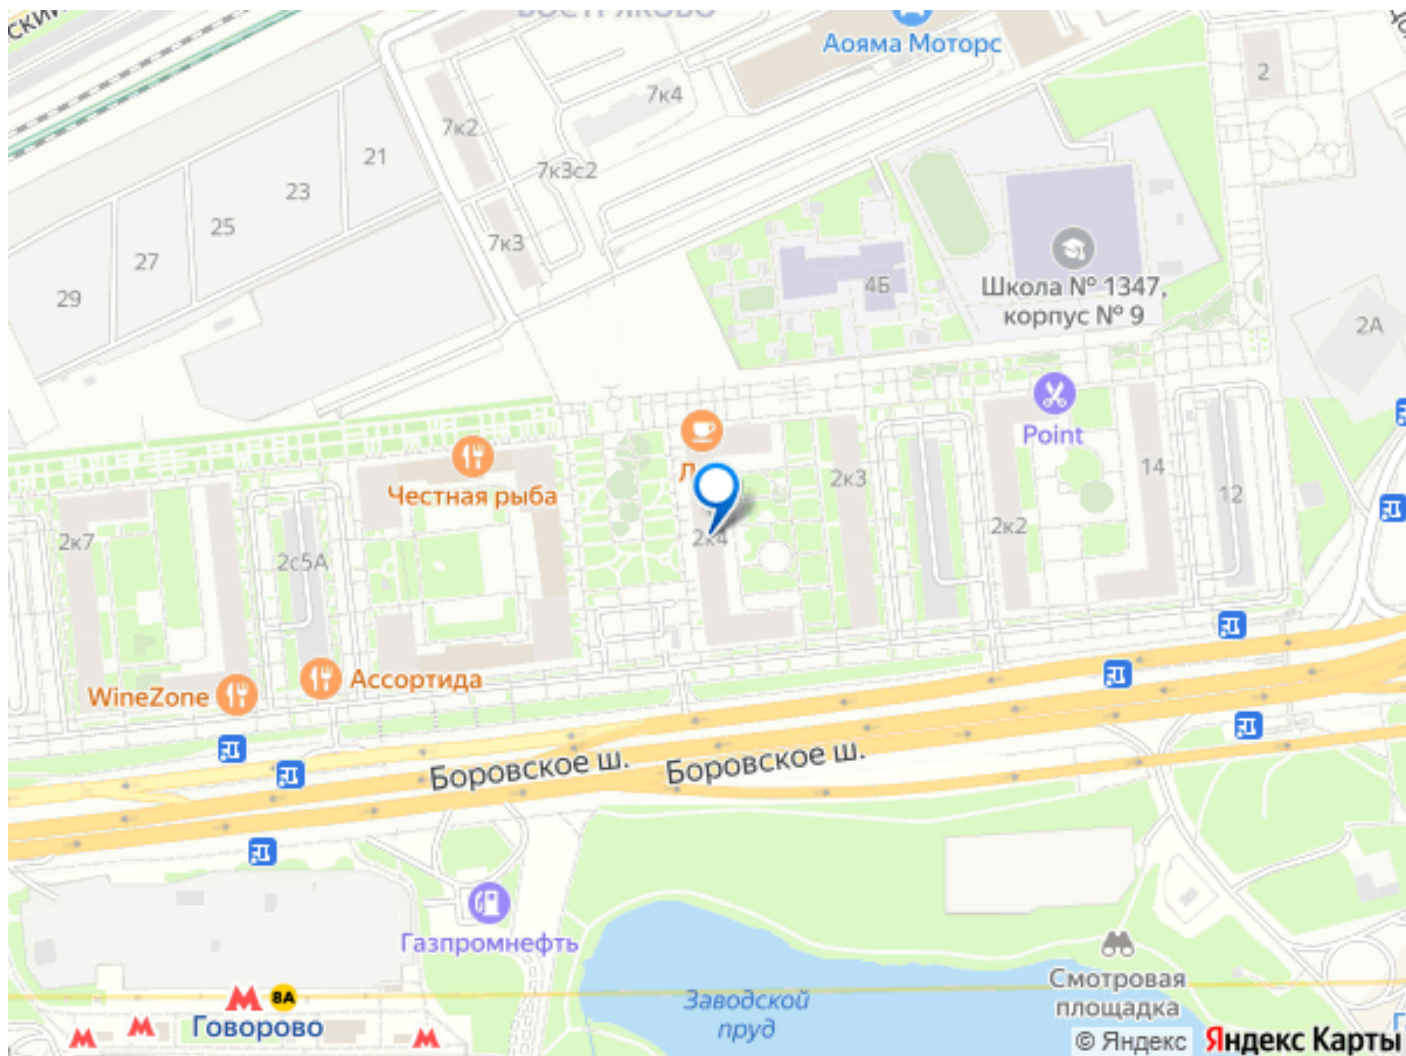 Аояма Моторс
2
7к4
7к2
21
7к3с2
23
25
7к3
27
29
4Б
Школа № 1347,
корпус № 9
2А
Point
Честная рыба
2к3
14
12
2к7
2с5А
2к4
2к2
WineZone
Ассортида
Боровское ш.
Боровское ш.
Газпромнефть
Смотровая
площадка
8А
Говорово
Заводской
пруд
© Яндекс
Яндекс Карты